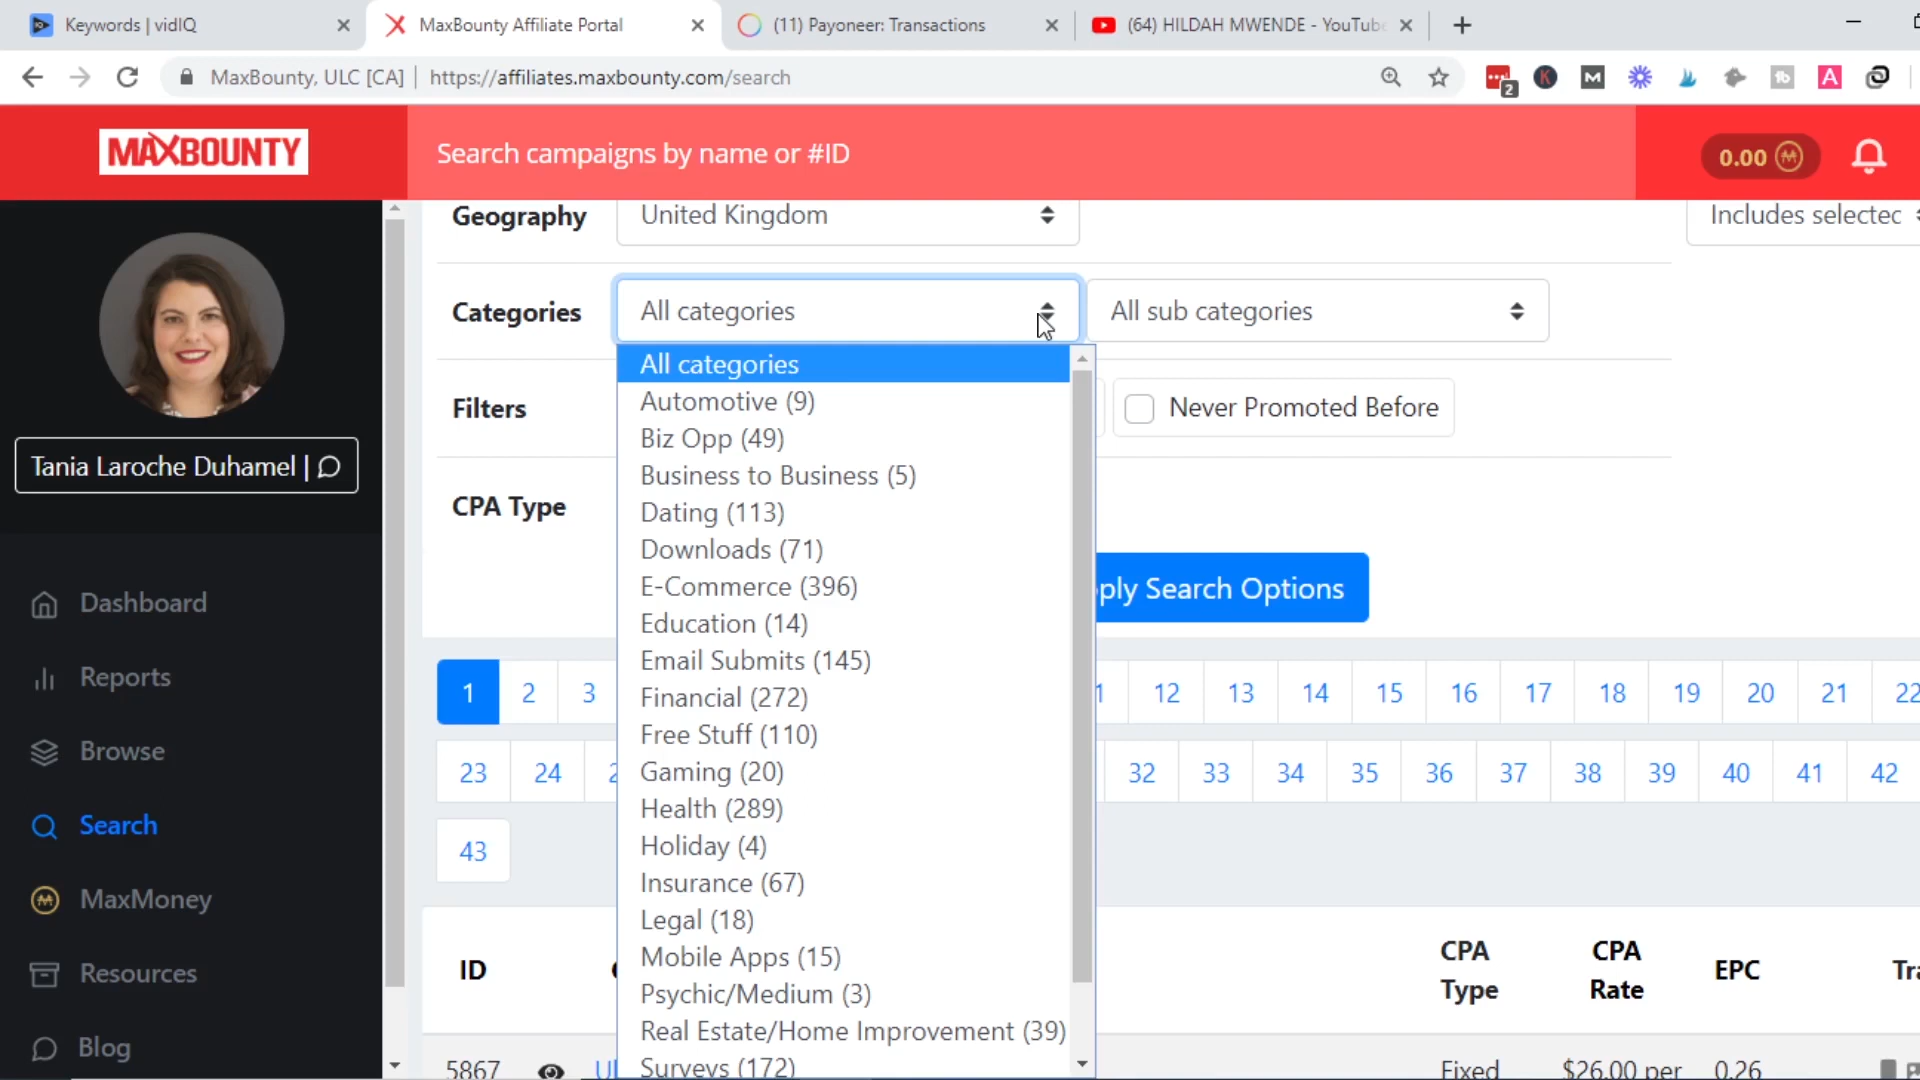 Keywords | vidIQ
MaxBounty Affiliate Portal
(11) Payoneer: Transactions
(64) HILDAH MWENDE - YouTube
MaxBounty, ULC [CA]
https://affiliates.maxbounty.com/search
2
K
M
A
MAXBOUNTY
Search campaigns by name or #ID
0.00
Geography
United Kingdom
Includes selectec
Categories
All categories
All sub categories
All categories
Automotive (9)
Filters
Never Promoted Before
Biz Opp (49)
Tania Laroche Duhamel |
Business to Business (5)
CPA Type
Dating (113)
Downloads (71)
E-Commerce (396)
ply Search Options
Dashboard
Education (14)
Email Submits (145)
Reports
1 2 3
12 13 14 15 16 17 18 19 20 21 22
Financial (272)
Free Stuff (110)
Browse
23 24
32 33 34 35 36 37 38 39 40 41 42
Gaming (20)
Health (289)
Search
43
Holiday (4)
Insurance (67)
MaxMoney
Legal (18)
Mobile Apps (15)
ID
CPA Type
CPA Rate
EPC
Resources
Psychic/Medium (3)
Real Estate/Home Improvement (39)
Blog
Surveys (172)
5867
Fixed
$26.00 per
0.26